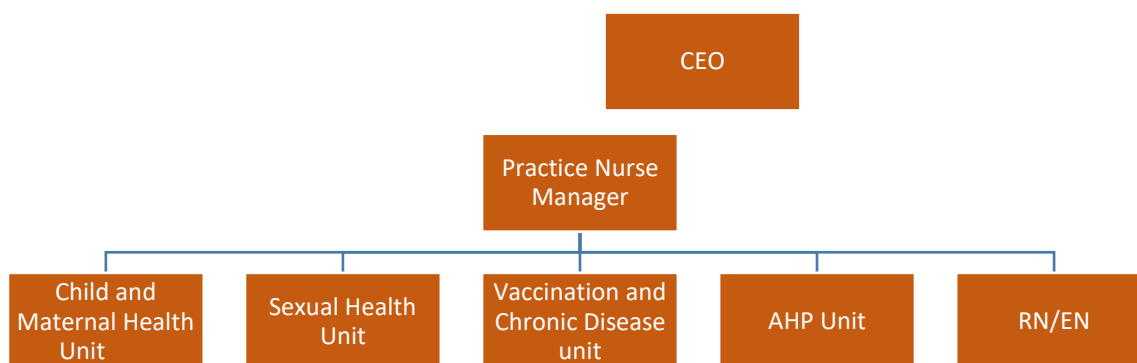 CEO
Practice Nurse
Manager
Child and
Maternal Health
Unit
Sexual Health
Unit
Vaccination and
Chronic Disease
unit
AHP Unit
RN/EN